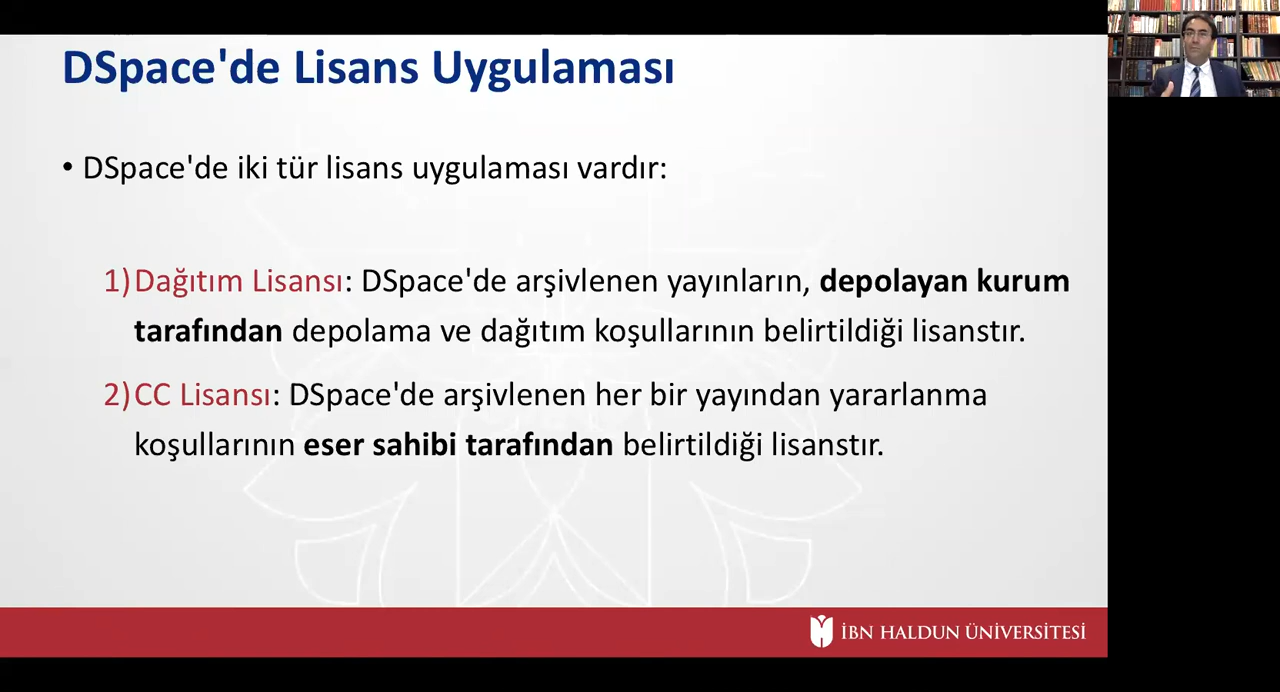 DSpace'de Lisans Uygulaması
• DSpace'de iki tür lisans uygulaması vardır:
1) Dağıtım Lisansı: DSpace'de arşivlenen yayınların, depolayan kurum
tarafından depolama ve dağıtım koşullarının belirtildiği lisanstır.
2) CC Lisansı: DSpace'de arşivlenen her bir yayından yararlanma
koşullarının eser sahibi tarafından belirtildiği lisanstır.
İBN HALDUN ÜNİVERSİTESİ